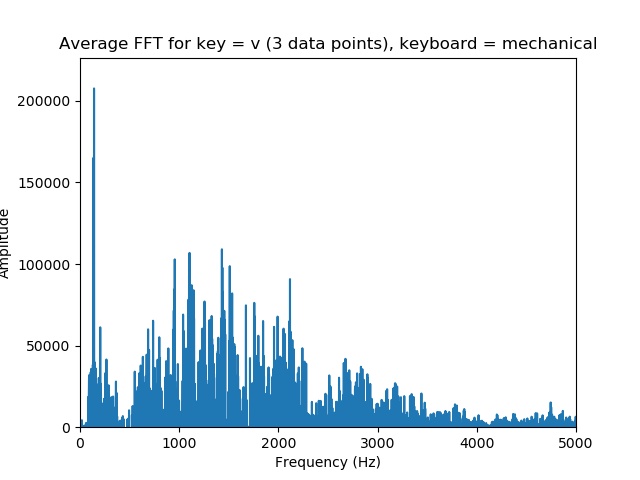 Average FFT for key = v (3 data points), keyboard = mechanical
200000
150000
100000
50000
0
Amplitude
0 1000 2000 3000 4000 5000
Frequency (Hz)